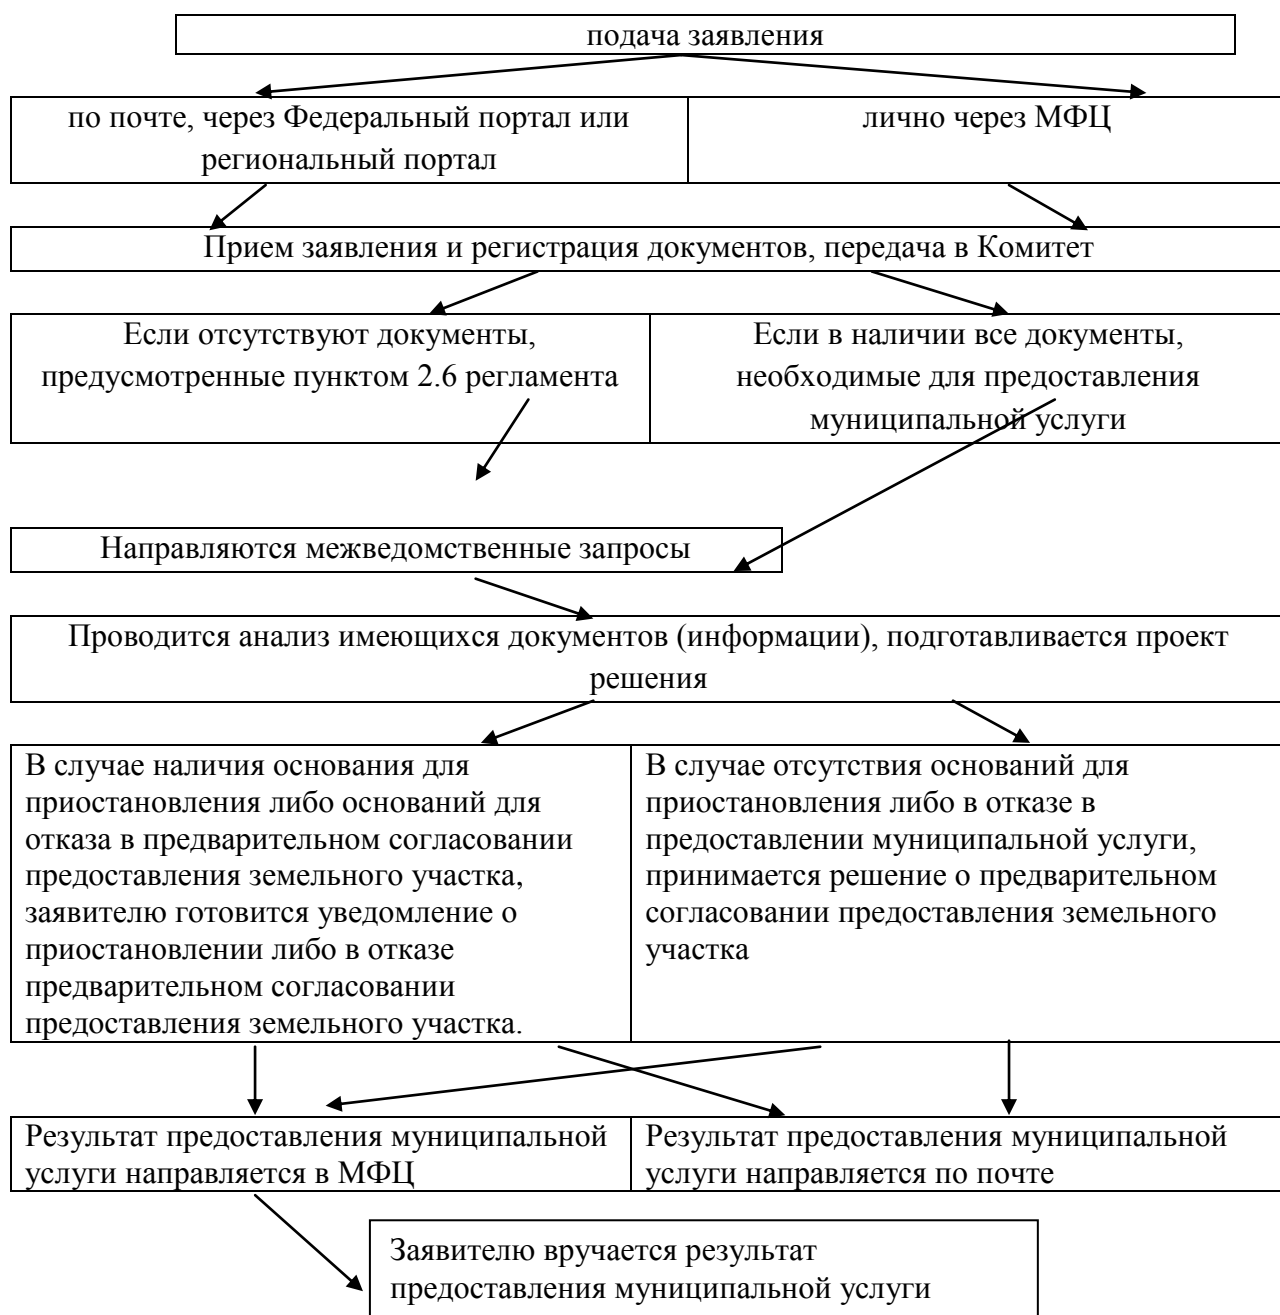 подача заявления
по почте, через Федеральный портал или
региональный портал
лично через МФЦ
Прием заявления и регистрация документов, передача в Комитет
Если отсутствуют документы,
предусмотренные пунктом 2.6 регламента
Если в наличии все документы,
необходимые для предоставления
муниципальной услуги
Направляются межведомственные запросы
Проводится анализ имеющихся документов (информации), подготавливается проект
решения
В случае наличия основания для
приостановления либо оснований для
отказа в предварительном согласовании
предоставления земельного участка,
заявителю готовится уведомление о
приостановлении либо в отказе
предварительном согласовании
предоставления земельного участка.
В случае отсутствия оснований для
приостановления либо в отказе в
предоставлении муниципальной услуги,
принимается решение о предварительном
согласовании предоставления земельного
участка
Результат предоставления муниципальной
услуги направляется в МФЦ
Результат предоставления муниципальной
услуги направляется по почте
Заявителю вручается результат
предоставления муниципальной услуги